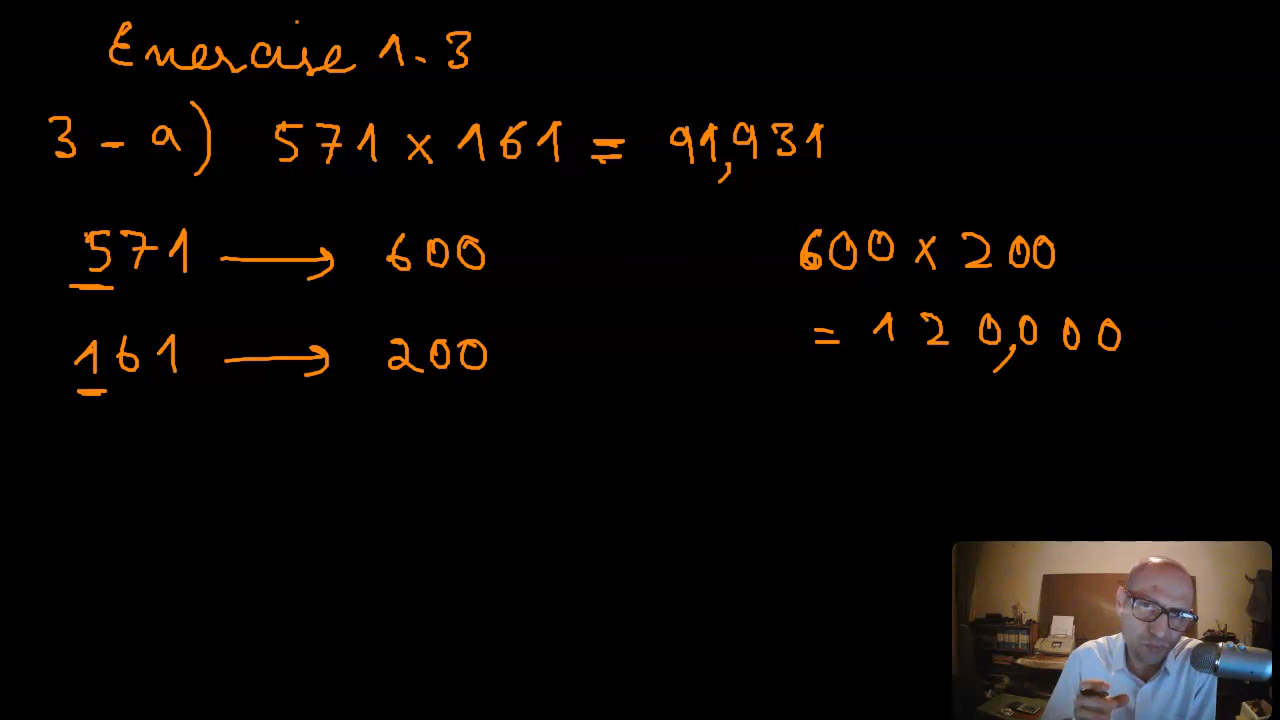 Exercise 1.3
3 - a) 571 × 161 = 91,931
571 → 600
161 → 200
600 × 200
= 120,000